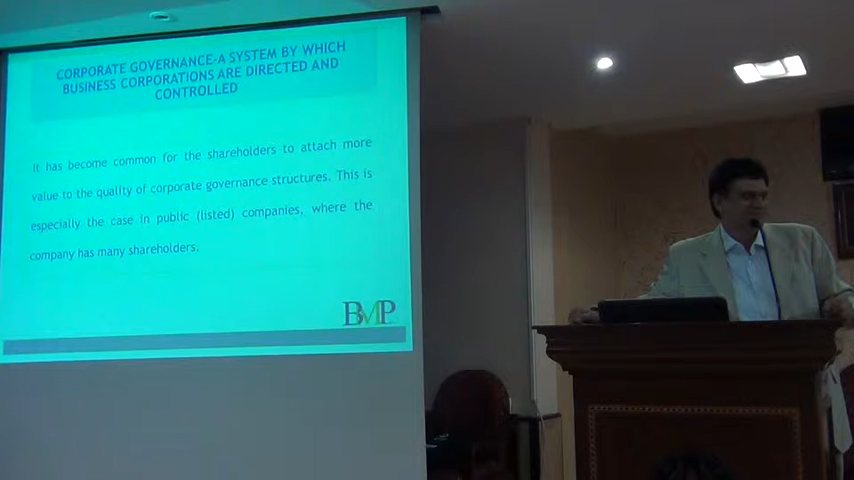 CORPORATE GOVERNANCE-A SYSTEM BY WHICH
BUSINESS CORPORATIONS ARE DIRECTED AND
CONTROLLED
It has become common for the shareholders to attach more
value to the quality of corporate governance structures. This is
especially the case in public (listed) companies, where the
company has many shareholders.
BMP